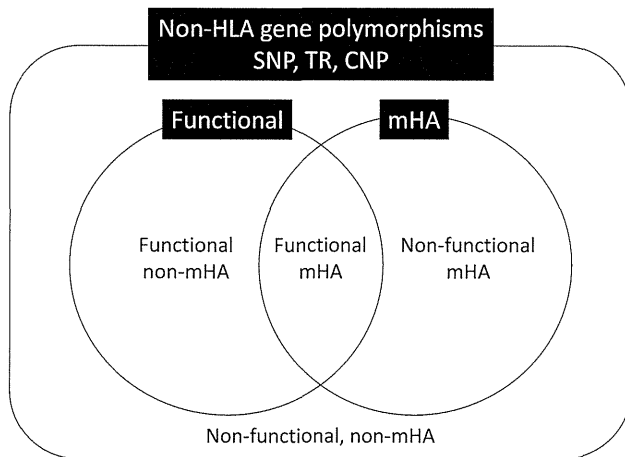 Non-HLA gene polymorphisms
SNP, TR, CNP
Functional
mHA
Functional
non-mHA
Functional
mHA
Non-functional
mHA
Non-functional, non-mHA